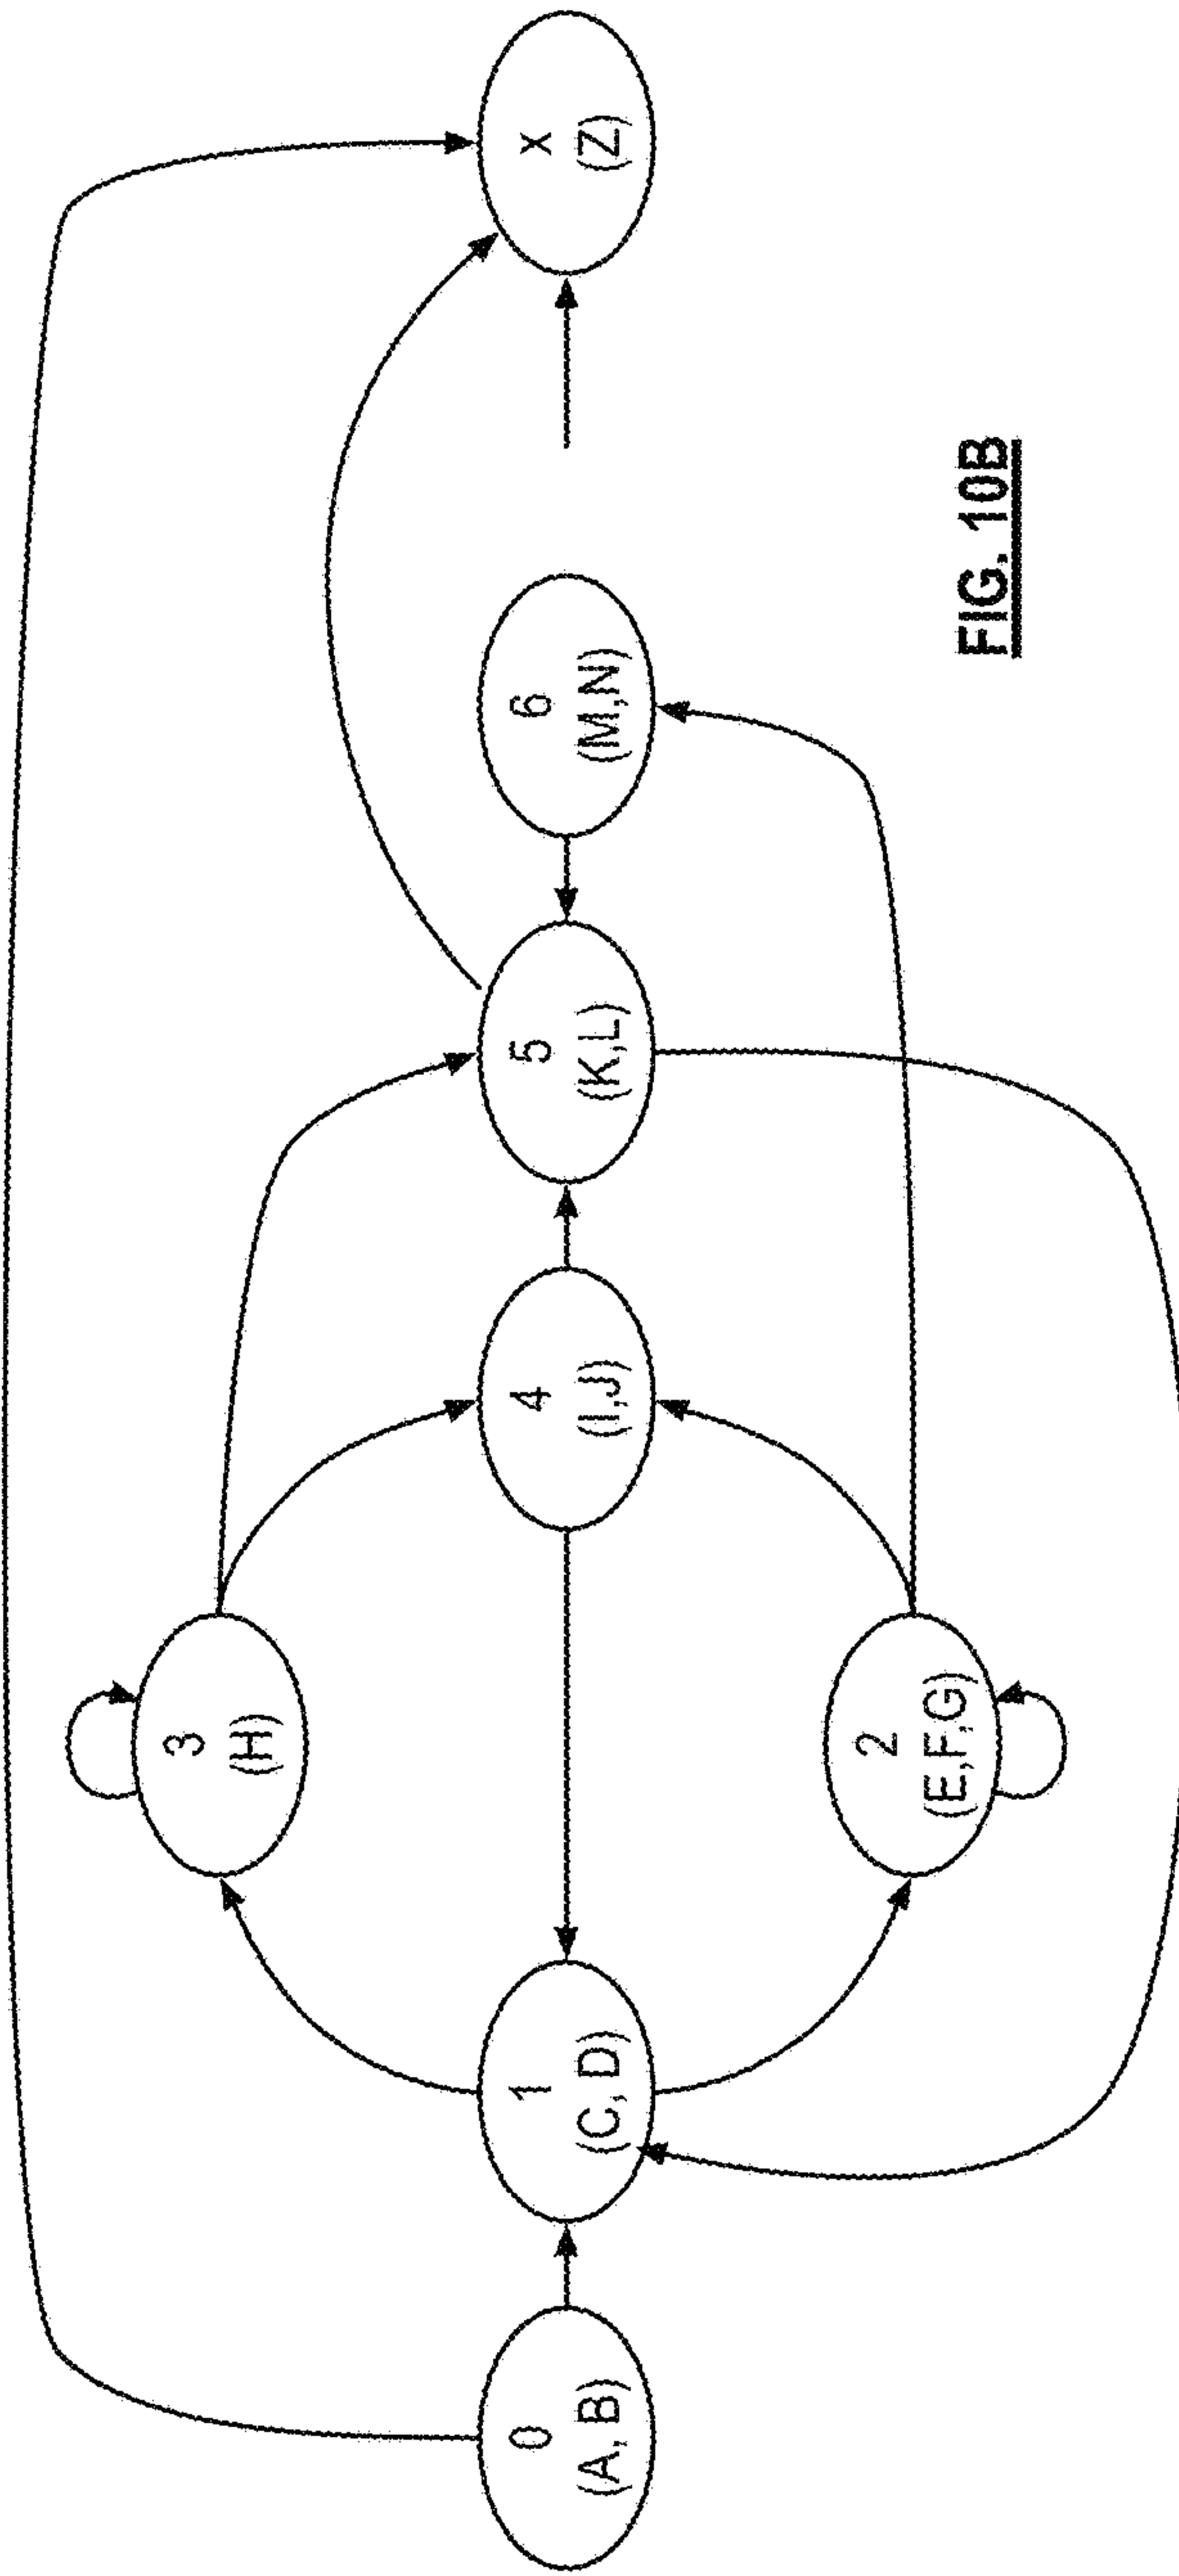 3
(H)
0
(A, B)
1
(C, D)
4
(I,J)
5
(K,L)
6
(M,N)
x
(Z)
2
(E,F,G)
FIG. 10B